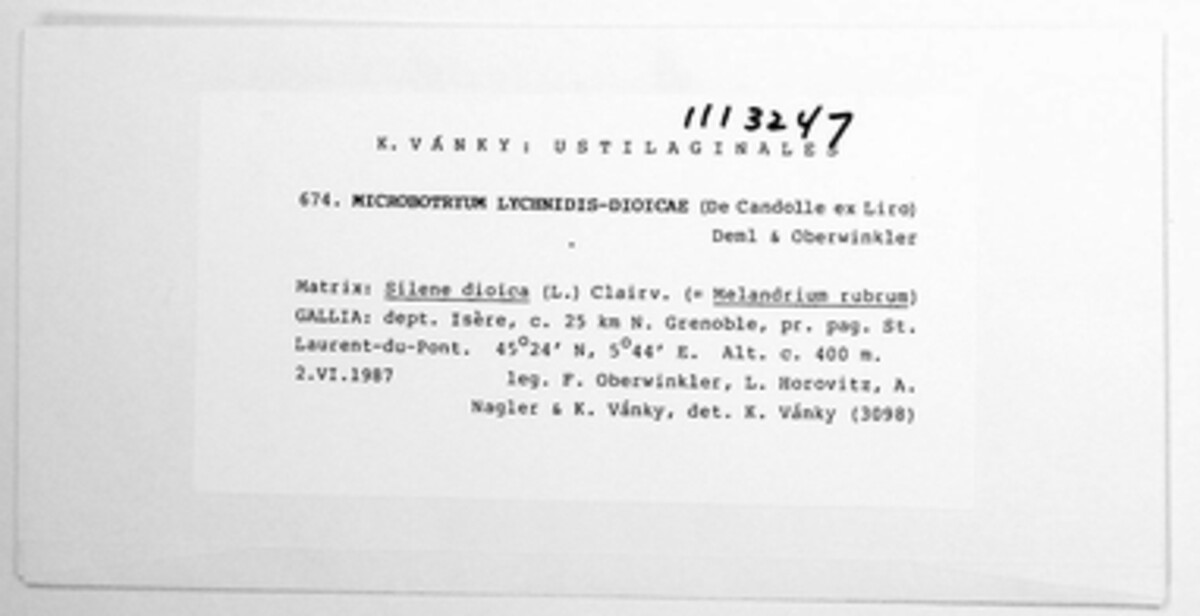 1113247
K. VÁNKY: USTILAGINALES
674. MICROBOTRYUM LYCHNIDIS-DIOICAE (De Candolle ex Liro)
Deml & Oberwinkler
Matrix: Silene dioica (L.) Clairv. (= Melandrium rubrum)
GALLIA: dept. Isère, c. 25 km N. Grenoble, pr. pag. St.
Laurent-du-Pont. 45°24' N, 5°44' E. Alt. c. 400 m.
2.VI.1987 leg. F. Oberwinkler, L. Horovitz, A.
Nagler & K. Vánky, det. K. Vánky (3098)